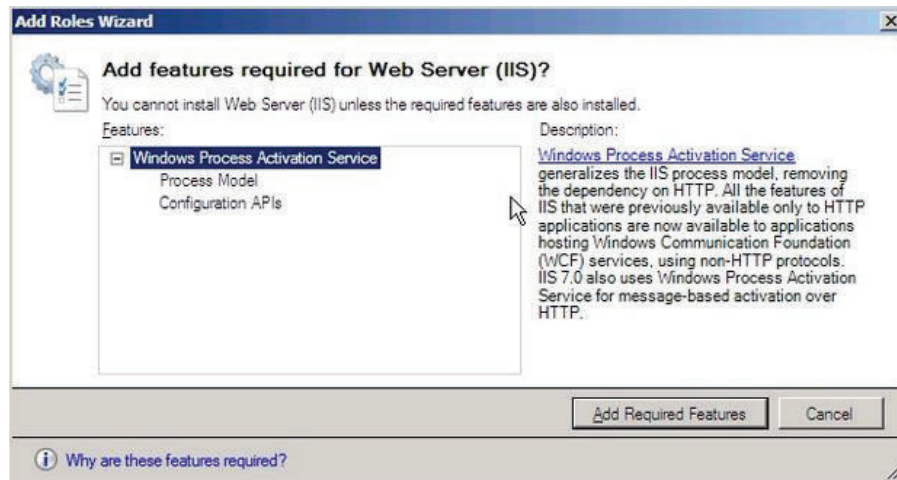 Add Roles Wizard
Add features required for Web Server (IIS)?
You cannot install Web Server (IIS) unless the required features are also installed.
Features:
Windows Process Activation Service
Process Model
Configuration APIs
Description:
Windows Process Activation Service
generalizes the IIS process model, removing
the dependency on HTTP. All the features of
IIS that were previously available only to HTTP
applications are now available to applications
hosting Windows Communication Foundation
(WCF) services, using non-HTTP protocols.
IIS 7.0 also uses Windows Process Activation
Service for message-based activation over
HTTP.
Add Required Features
Cancel
Why are these features required?